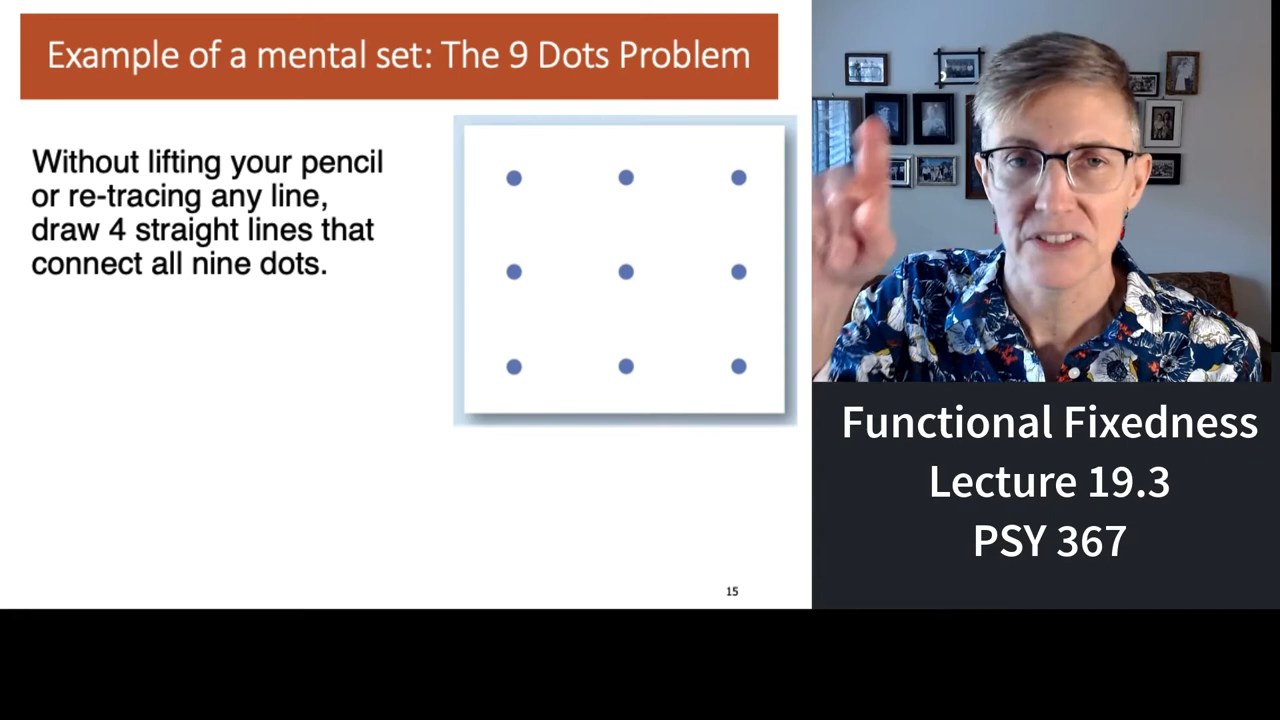 Example of a mental set: The 9 Dots Problem
Without lifting your pencil
or re-tracing any line,
draw 4 straight lines that
connect all nine dots.
15
Functional Fixedness
Lecture 19.3
PSY 367